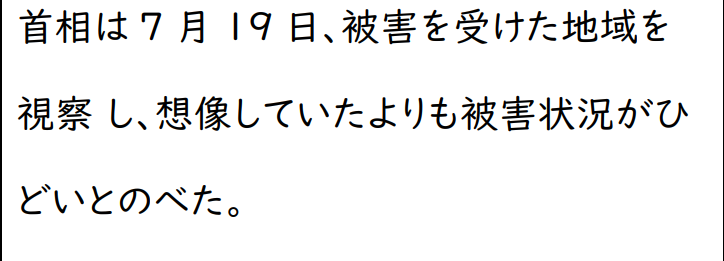 首相は 7 月 19 日、被害を受けた地域を
視察 し、想像していたよりも被害状況がひ
どいとのべた。